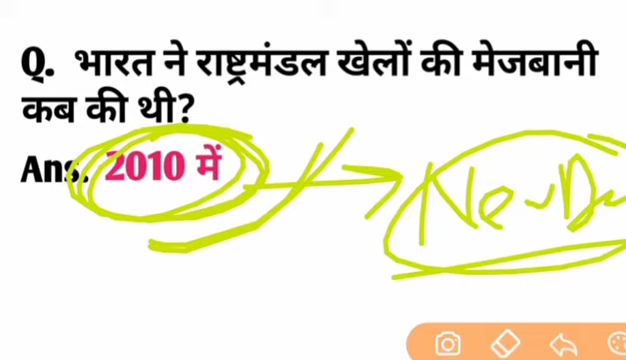 Q. भारत ने राष्ट्रमंडल खेलों की मेजबानी
कब की थी?
Ans. 2010 में